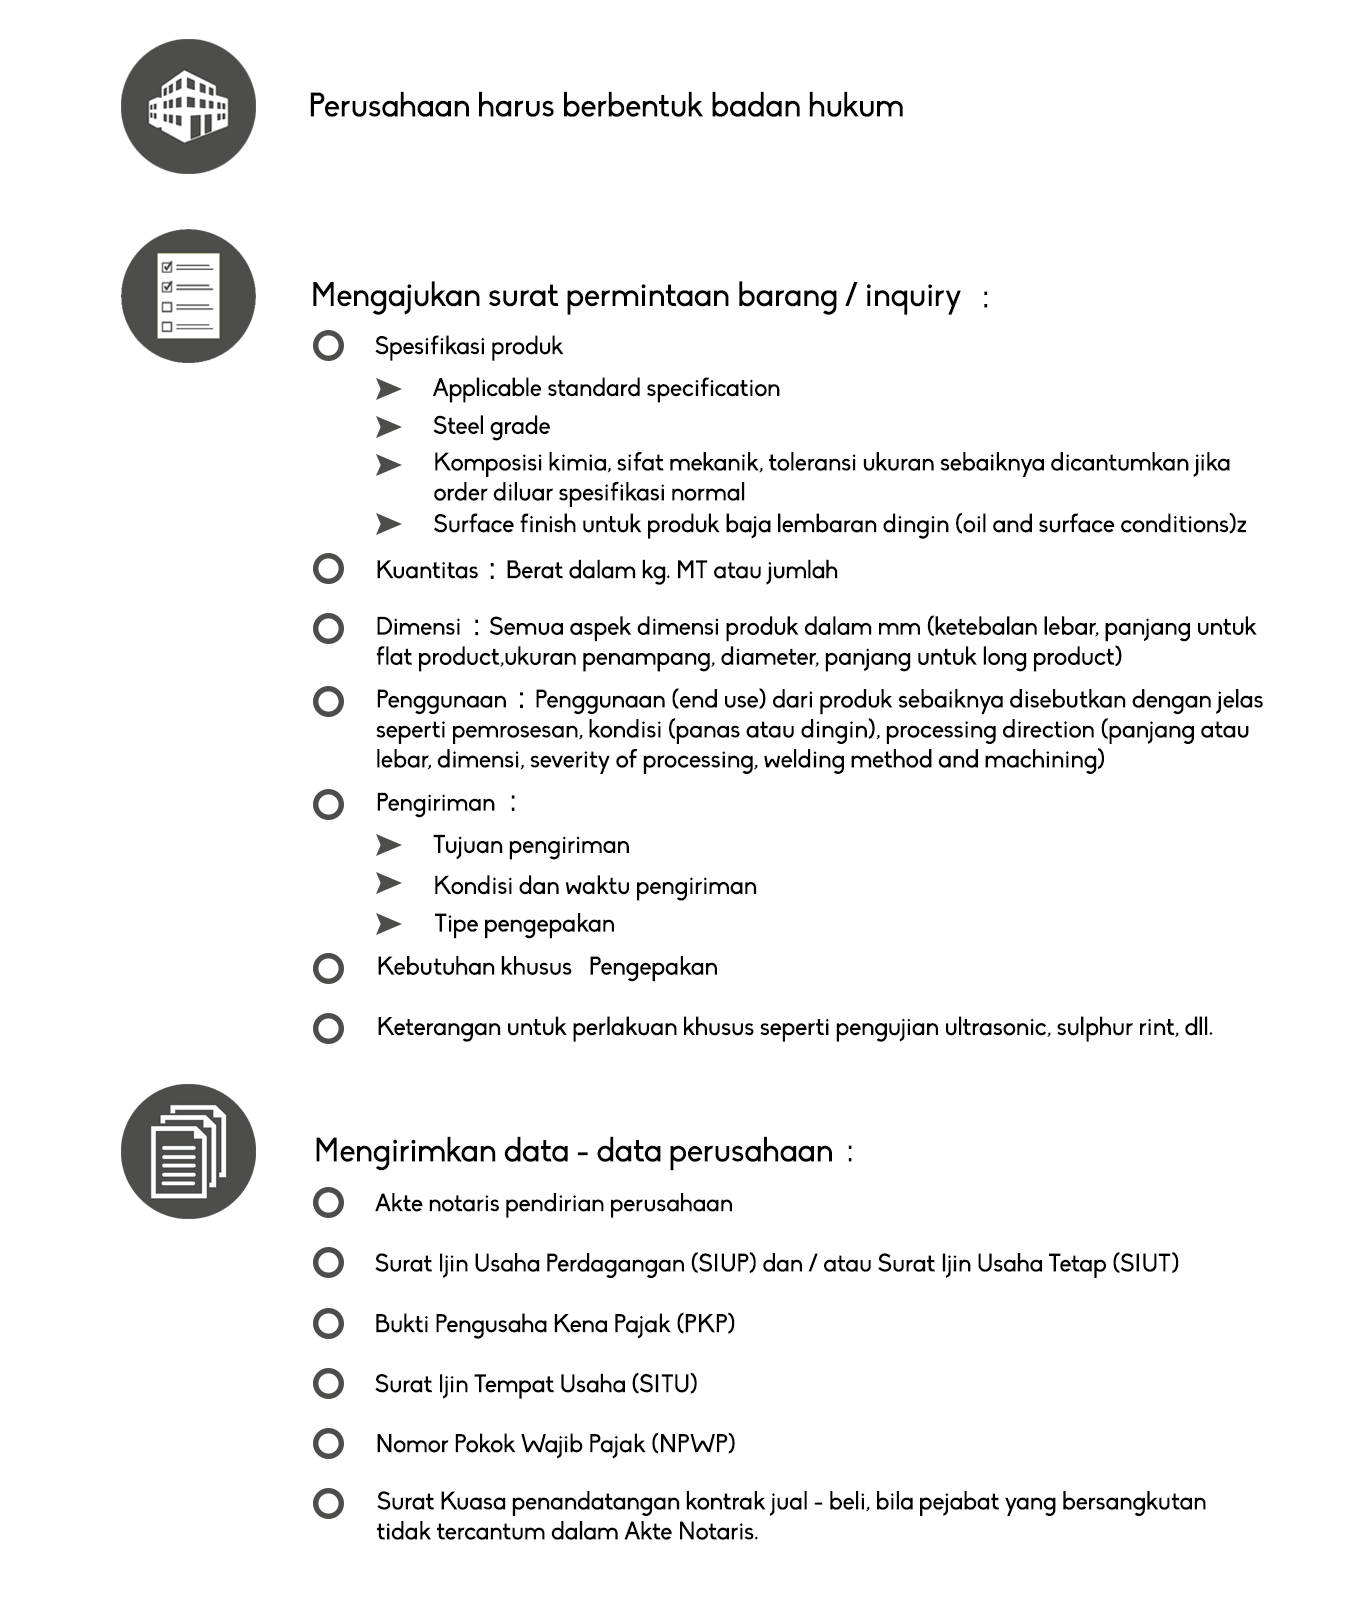 Perusahaan harus berbentuk badan hukum
Mengajukan surat permintaan barang / inquiry :
Spesifikasi produk
Applicable standard specification
Steel grade
Komposisi kimia, sifat mekanik, toleransi ukuran sebaiknya dicantumkan jika
order diluar spesifikasi normal
Surface finish untuk produk baja lembaran dingin (oil and surface conditions)z
Kuantitas : Berat dalam kg. MT atau jumlah
Dimensi : Semua aspek dimensi produk dalam mm (ketebalan lebar, panjang untuk
flat product,ukuran penampang, diameter, panjang untuk long product)
Penggunaan : Penggunaan (end use) dari produk sebaiknya disebutkan dengan jelas
seperti pemrosesan, kondisi (panas atau dingin), processing direction (panjang atau
lebar, dimensi, severity of processing, welding method and machining)
Pengiriman :
Tujuan pengiriman
Kondisi dan waktu pengiriman
Tipe pengepakan
Kebutuhan khusus Pengepakan
Keterangan untuk perlakuan khusus seperti pengujian ultrasonic, sulphur rint, dll.
Mengirimkan data - data perusahaan :
Akte notaris pendirian perusahaan
Surat Ijin Usaha Perdagangan (SIUP) dan / atau Surat Ijin Usaha Tetap (SIUT)
Bukti Pengusaha Kena Pajak (PKP)
Surat Ijin Tempat Usaha (SITU)
Nomor Pokok Wajib Pajak (NPWP)
Surat Kuasa penandatangan kontrak jual - beli, bila pejabat yang bersangkutan
tidak tercantum dalam Akte Notaris.